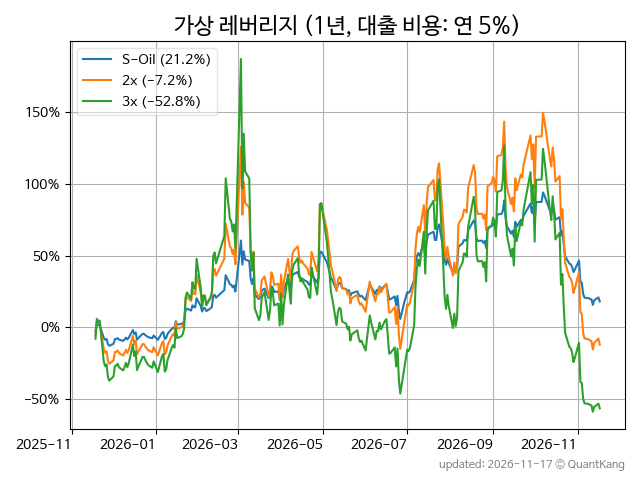 가상 레버리지 (1년, 대출 비용: 연 5%)
S-Oil (21.2%)
2x (-7.2%)
3x (-52.8%)
150%
100%
50%
0%
-50%
2025-11
2026-01
2026-03
2026-05
2026-07
2026-09
2026-11
updated: 2026-11-17 © QuantKang